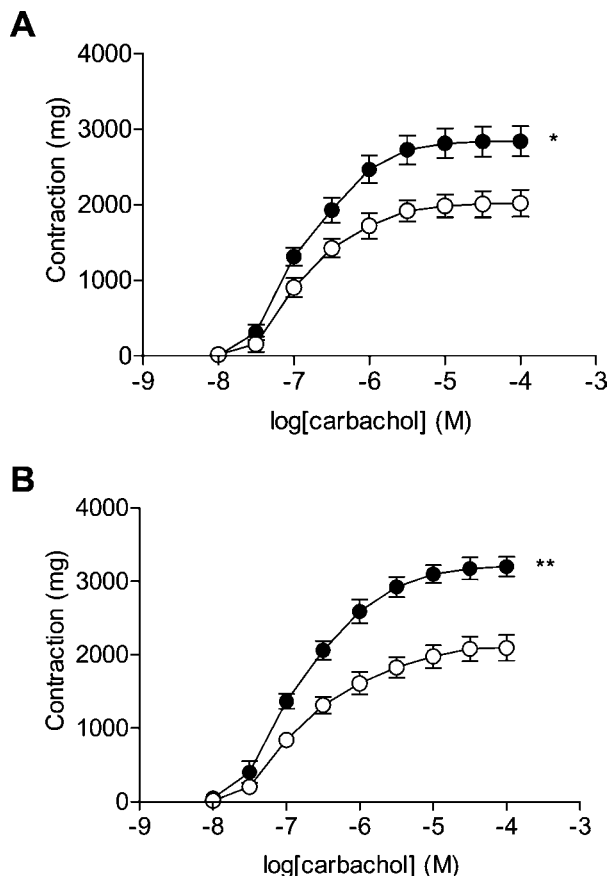 A
4000
3000
2000
1000
0
Contraction (mg)
*
-9 -8 -7 -6 -5 -4 -3
log[carbachol] (M)
B
4000
3000
2000
1000
0
Contraction (mg)
**
-9 -8 -7 -6 -5 -4 -3
log[carbachol] (M)